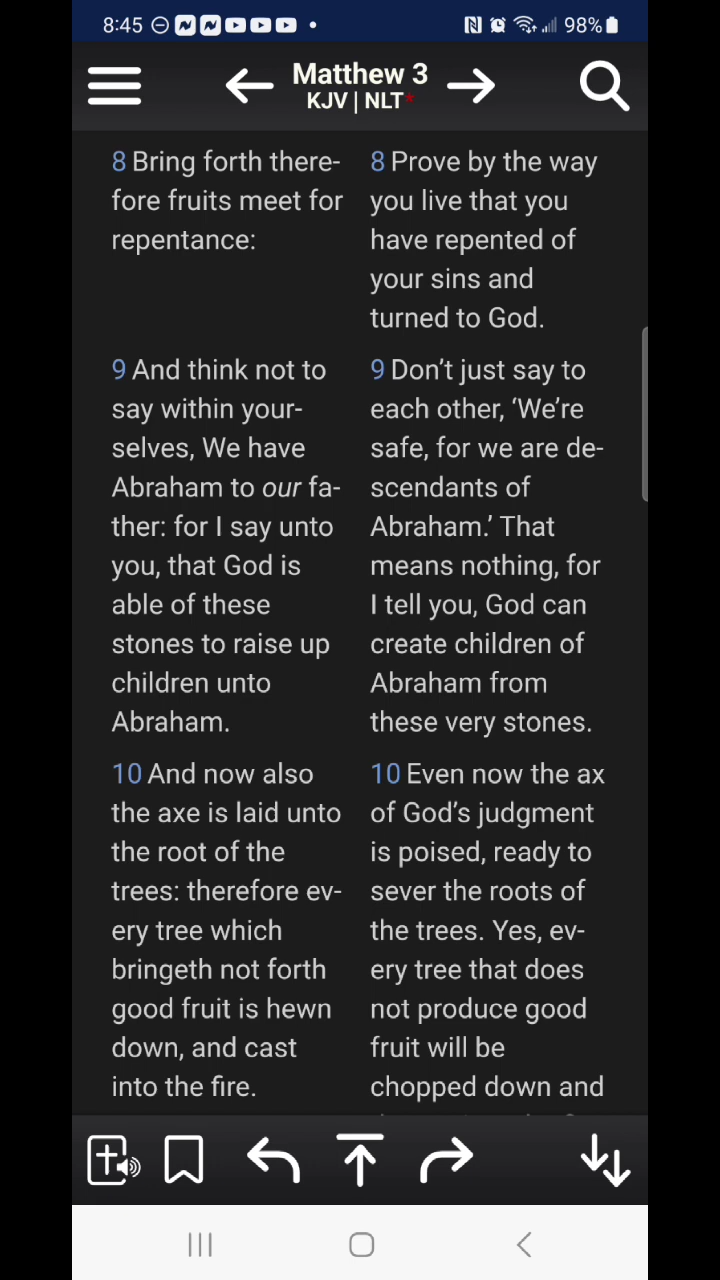 8:45
98%
Matthew 3
KJV | NLT*
8 Bring forth there-
fore fruits meet for
repentance:
8 Prove by the way
you live that you
have repented of
your sins and
turned to God.
9 And think not to
say within your-
selves, We have
Abraham to our fa-
ther: for I say unto
you, that God is
able of these
stones to raise up
children unto
Abraham.
9 Don’t just say to
each other, ‘We’re
safe, for we are de-
scendants of
Abraham.’ That
means nothing, for
I tell you, God can
create children of
Abraham from
these very stones.
10 And now also
the axe is laid unto
the root of the
trees: therefore ev-
ery tree which
bringeth not forth
good fruit is hewn
down, and cast
into the fire.
10 Even now the ax
of God’s judgment
is poised, ready to
sever the roots of
the trees. Yes, ev-
ery tree that does
not produce good
fruit will be
chopped down and